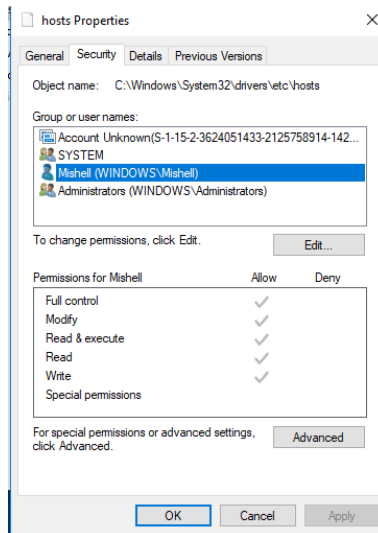 hosts Properties
General Security Details Previous Versions
Object name: C:\Windows\System32\drivers\etc\hosts
Group or user names:
Account Unknown(S-1-15-2-3624051433-2125758914-142...
SYSTEM
Mishell (WINDOWS\Mishell)
Administrators (WINDOWS\Administrators)
To change permissions, click Edit.
Edit...
Permissions for Mishell Allow Deny
Full control
Modify
Read & execute
Read
Write
Special permissions
For special permissions or advanced settings,
click Advanced.
Advanced
OK Cancel Apply